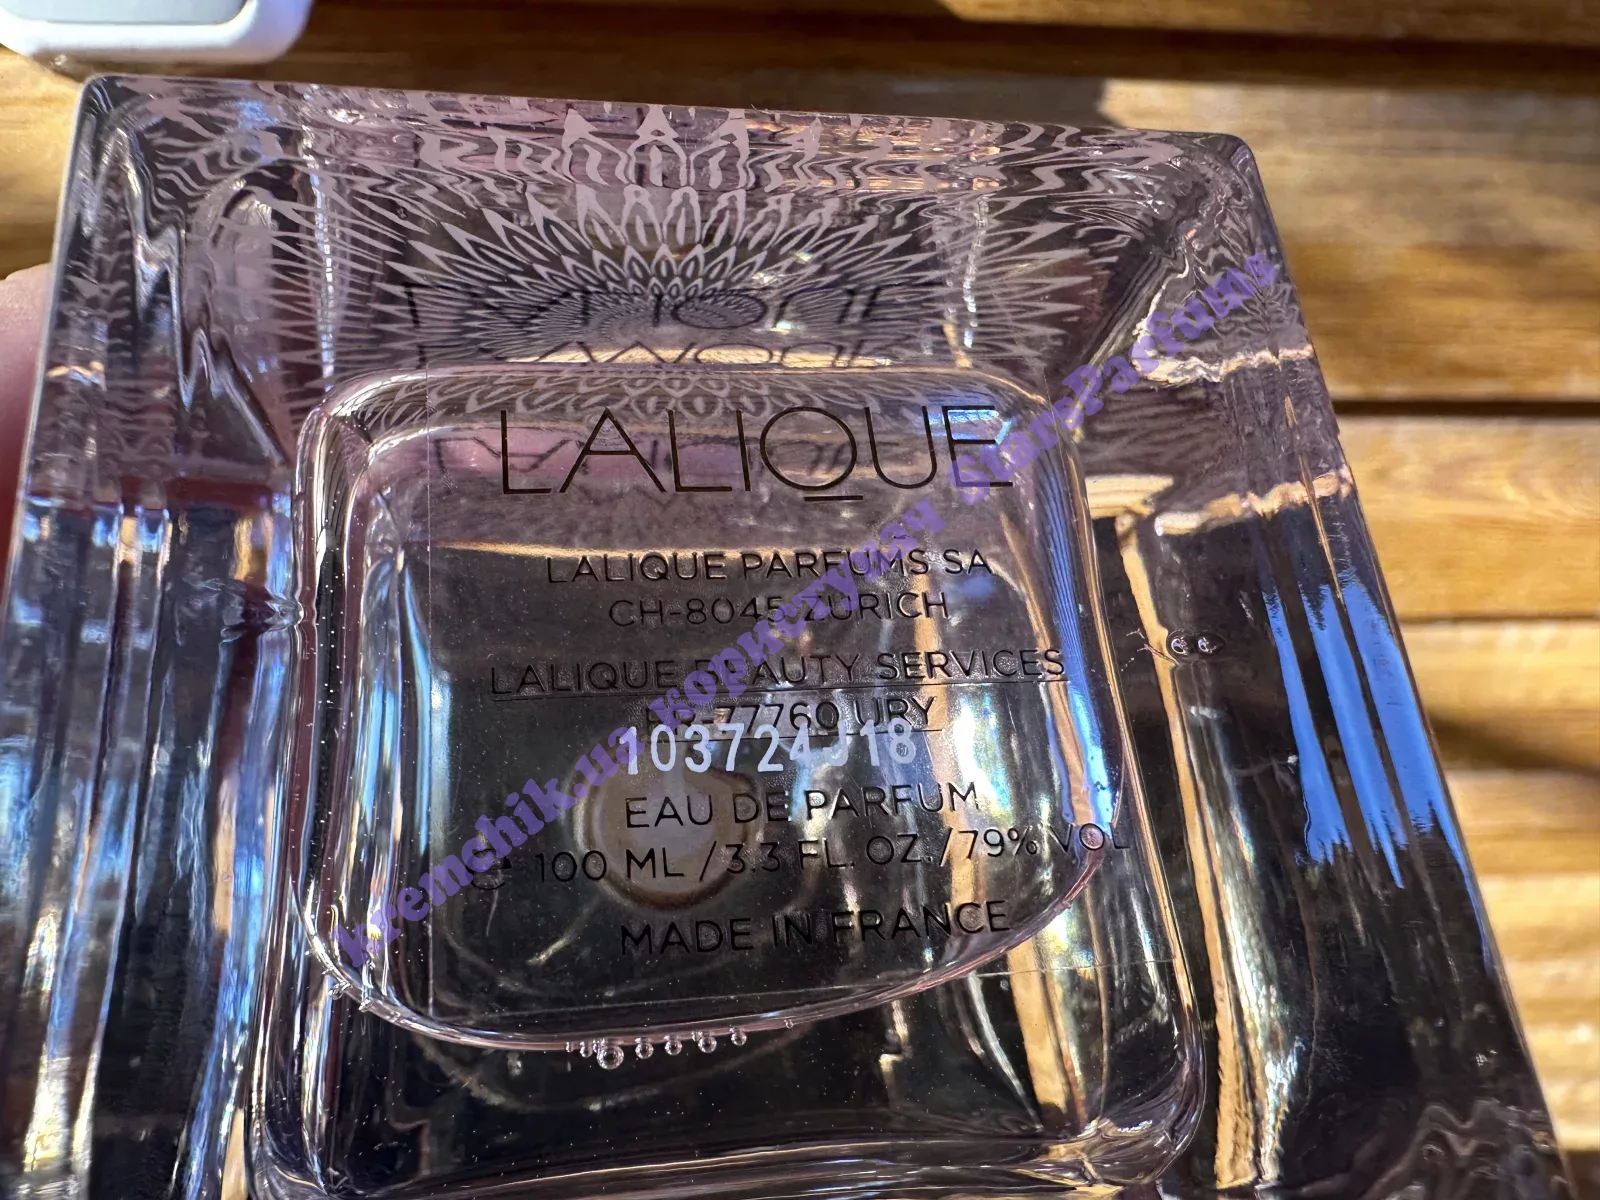 LALIQUE
LALIQUE PARFUMS SA
CH-8045 ZURICH
LALIQUE BEAUTY SERVICES
FR-77760 URY
103724J18
EAU DE PARFUM
℮ 100 ML / 3.3 FL. OZ. / 79% VOL
MADE IN FRANCE
kremchik.ua користувач